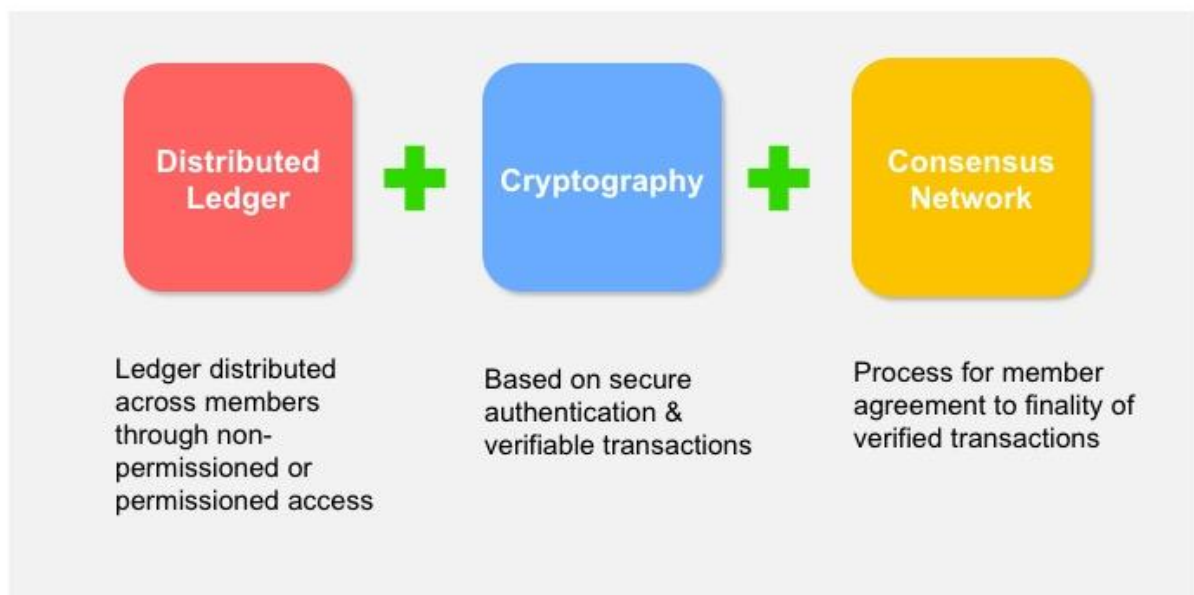 Distributed
Ledger
Cryptography
Consensus
Network
Ledger distributed
across members
through non-
permissioned or
permissioned access
Based on secure
authentication &
verifiable transactions
Process for member
agreement to finality of
verified transactions